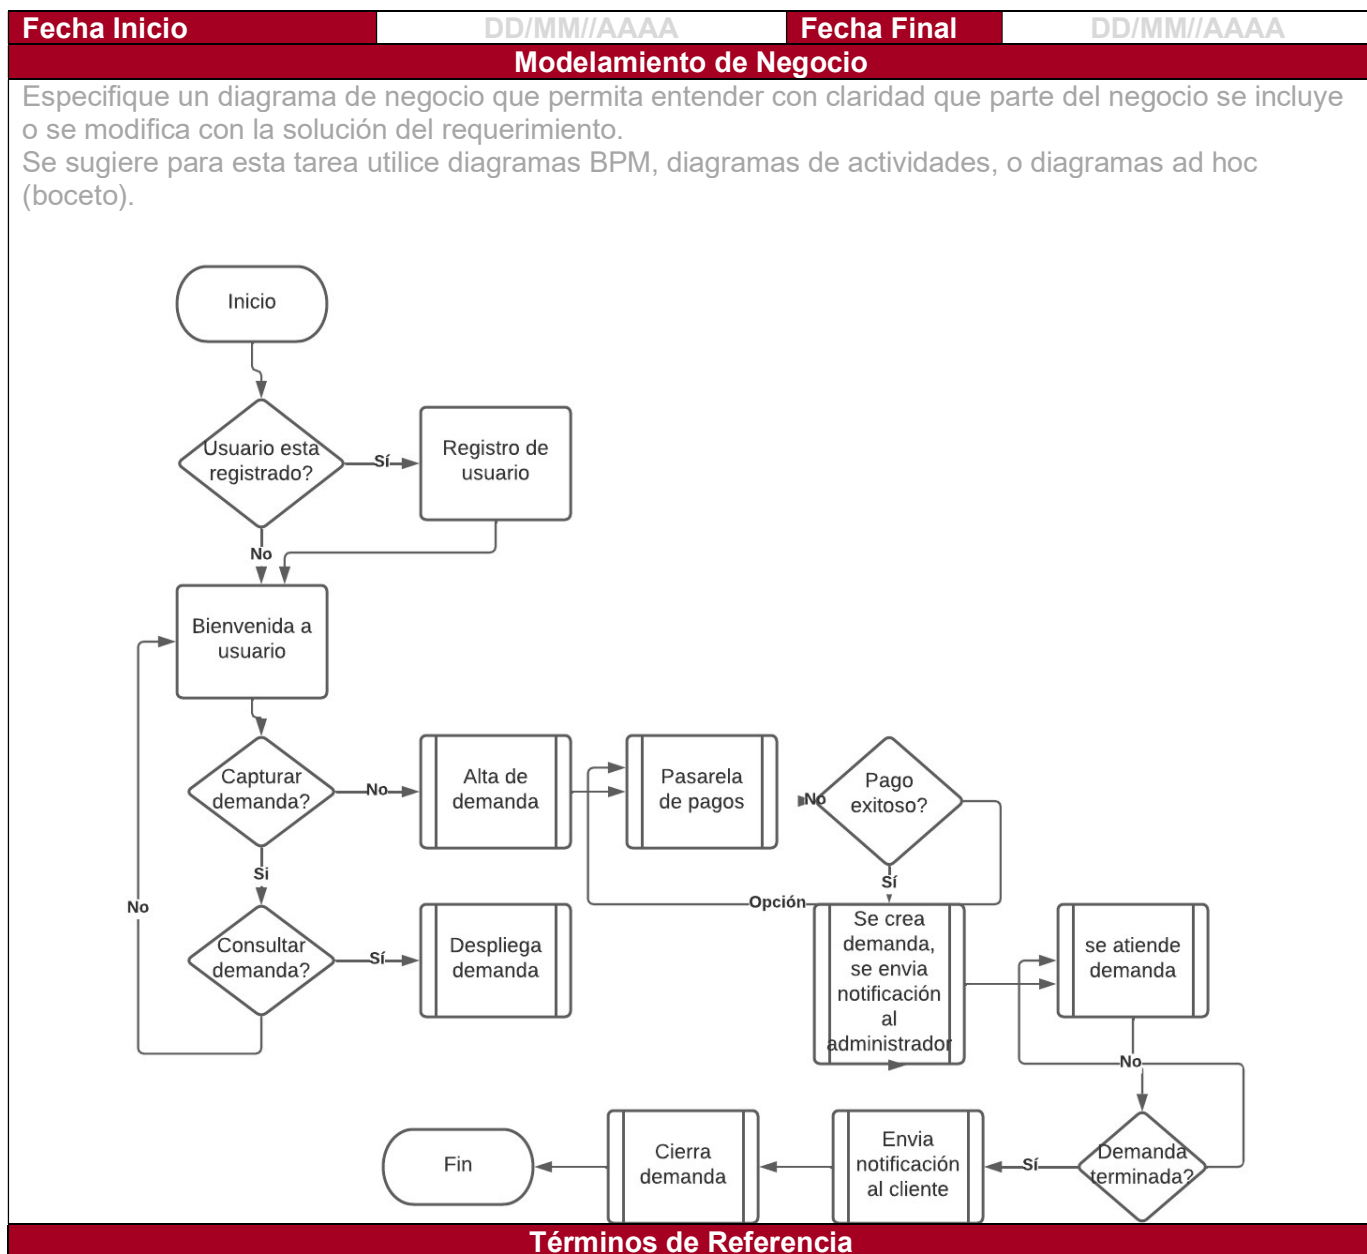 Fecha Inicio
DD/MM//AAAA
Fecha Final
DD/MM//AAAA
Modelamiento de Negocio
Especifique un diagrama de negocio que permita entender con claridad que parte del negocio se incluye
o se modifica con la solución del requerimiento.
Se sugiere para esta tarea utilice diagramas BPM, diagramas de actividades, o diagramas ad hoc
(boceto).
Inicio
Usuario esta
registrado?
Sí
Registro de
usuario
No
Bienvenida a
usuario
Capturar
demanda?
No
Alta de
demanda
Pasarela
de pagos
No
Pago
exitoso?
Si
Sí
No
Opción
Consultar
demanda?
Sí
Despliega
demanda
Se crea
demanda,
se envia
notificación
al
administrador
se atiende
demanda
No
Demanda
terminada?
Sí
Envia
notificación
al cliente
Cierra
demanda
Fin
Términos de Referencia